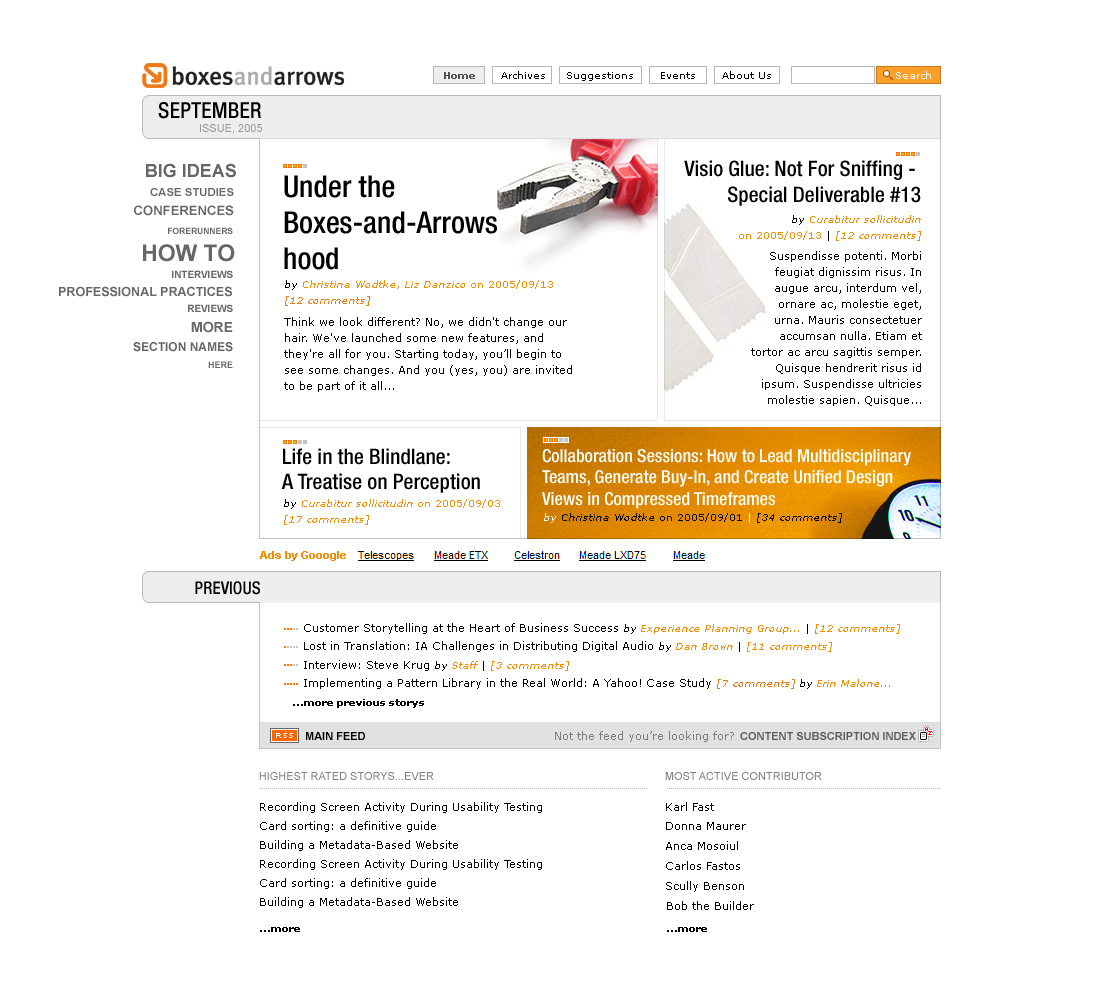 boxesandarrows
Home
Archives
Suggestions
Events
About Us
Search
SEPTEMBER
ISSUE, 2005
BIG IDEAS
CASE STUDIES
CONFERENCES
FORERUNNERS
HOW TO
INTERVIEWS
PROFESSIONAL PRACTICES
REVIEWS
MORE
SECTION NAMES
HERE
Under the
Boxes-and-Arrows
hood
by Christina Wodtke, Liz Danzico on 2005/09/13
[12 comments]
Think we look different? No, we didn't change our
hair. We've launched some new features, and
they're all for you. Starting today, you'll begin to
see some changes. And you (yes, you) are invited
to be part of it all...
Visio Glue: Not For Sniffing -
Special Deliverable #13
by Curabitur sollicitudin
on 2005/09/13 | [12 comments]
Suspendisse potenti. Morbi
feugiat dignissim risus. In
augue arcu, interdum vel,
ornare ac, molestie eget,
urna. Mauris consectetuer
accumsan nulla. Etiam et
tortor ac arcu sagittis semper.
Quisque hendrerit risus id
ipsum. Suspendisse ultricies
molestie sapien. Quisque...
Life in the Blindlane:
A Treatise on Perception
by Curabitur sollicitudin on 2005/09/03
[17 comments]
Collaboration Sessions: How to Lead Multidisciplinary
Teams, Generate Buy-In, and Create Unified Design
Views in Compressed Timeframes
by Christina Wodtke on 2005/09/01 | [34 comments]
11
10
9
8
Ads by Gooogle
Telescopes
Meade ETX
Celestron
Meade LXD75
Meade
PREVIOUS
Customer Storytelling at the Heart of Business Success by Experience Planning Group... | [12 comments]
Lost in Translation: IA Challenges in Distributing Digital Audio by Dan Brown | [11 comments]
Interview: Steve Krug by Staff | [3 comments]
Implementing a Pattern Library in the Real World: A Yahoo! Case Study [7 comments] by Erin Malone...
...more previous storys
RSS MAIN FEED
Not the feed you're looking for? CONTENT SUBSCRIPTION INDEX
HIGHEST RATED STORYS...EVER
Recording Screen Activity During Usability Testing
Card sorting: a definitive guide
Building a Metadata-Based Website
Recording Screen Activity During Usability Testing
Card sorting: a definitive guide
Building a Metadata-Based Website
...more
MOST ACTIVE CONTRIBUTOR
Karl Fast
Donna Maurer
Anca Mosoiul
Carlos Fastos
Scully Benson
Bob the Builder
...more